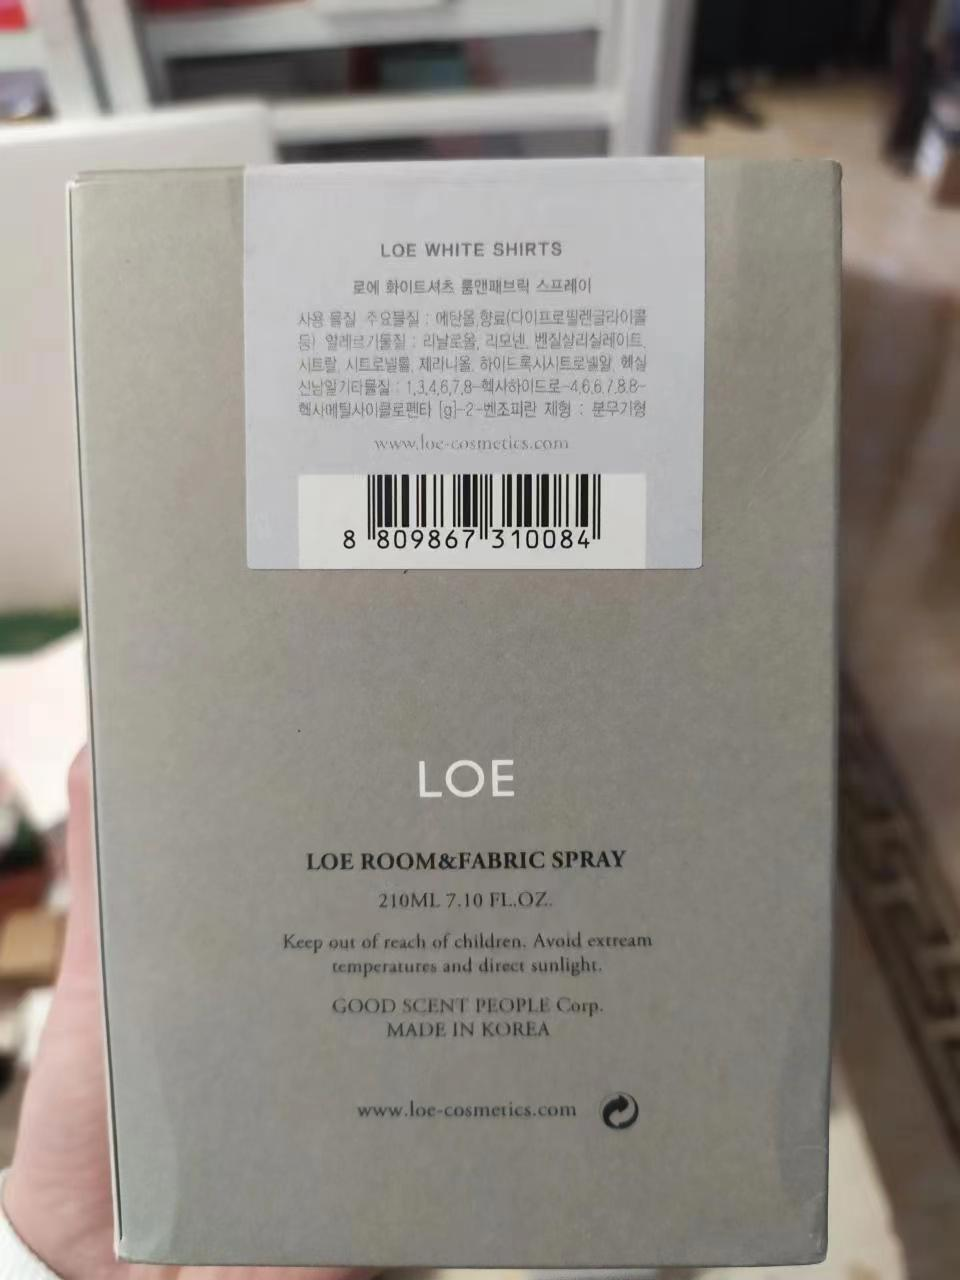 LOE WHITE SHIRTS
로에 화이트셔츠 룸앤패브릭 스프레이
사용 물질 주요물질 : 에탄올,향료(다이프로필렌글라이콜
등) 알레르기물질 : 리날로올, 리모넨, 벤질살리실레이트,
시트랄, 시트로넬롤, 제라니올, 하이드록시시트로넬알, 헥실
신남알기타물질 : 1,3,4,6,7,8-헥사하이드로-4,6,6,7,8,8-
헥사메틸사이클로펜타 [g]-2-벤조피란 제형 : 분무기형
www.loe-cosmetics.com
8 809867 310084
LOE
LOE ROOM&FABRIC SPRAY
210ML 7.10 FL.OZ.
Keep out of reach of children. Avoid extream
temperatures and direct sunlight.
GOOD SCENT PEOPLE Corp.
MADE IN KOREA
www.loe-cosmetics.com